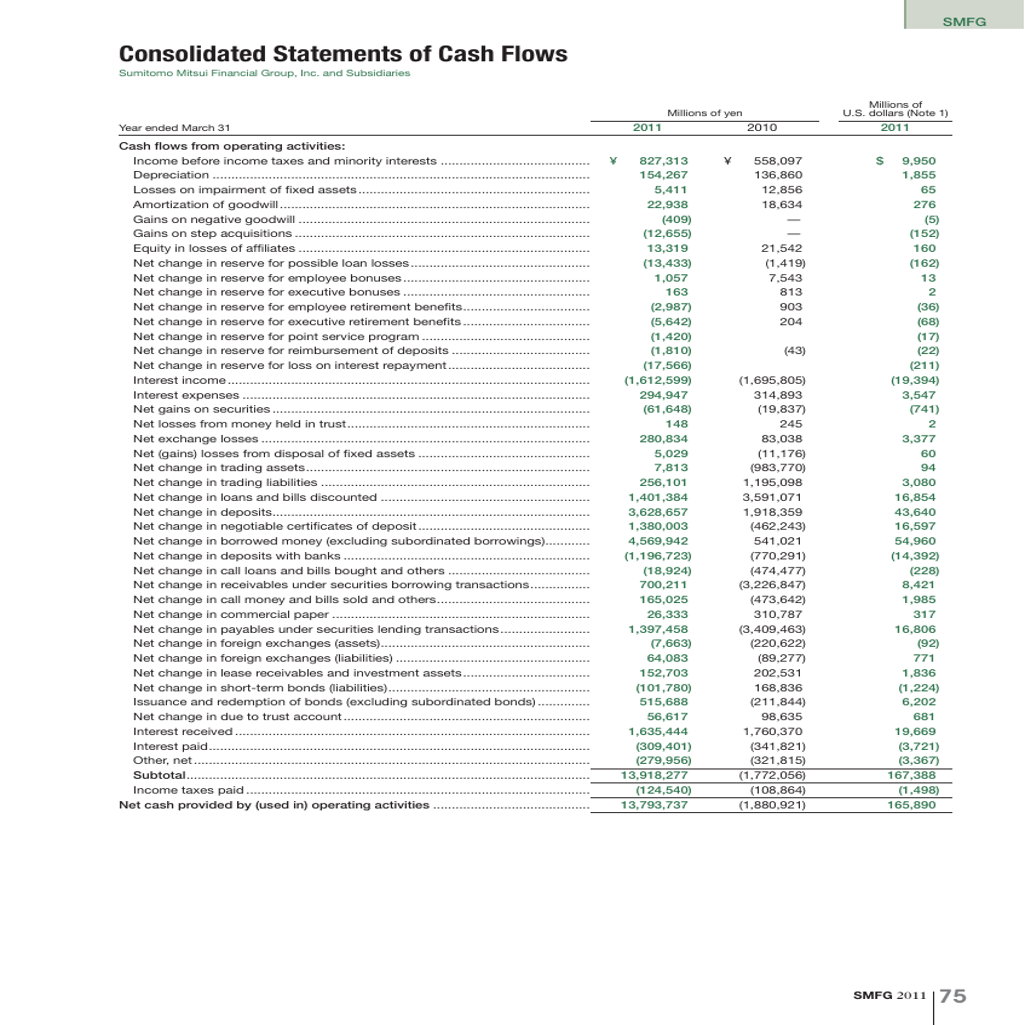 SMFG
Consolidated Statements of Cash Flows
Sumitomo Mitsui Financial Group, Inc. and Subsidiaries
Millions of yen Millions of U.S. dollars (Note 1)
Year ended March 31 2011 2010 2011
Cash flows from operating activities:
Income before income taxes and minority interests ........ ¥ 827,313 ¥ 558,097 $ 9,950
Depreciation ........ 154,267 136,860 1,855
Losses on impairment of fixed assets ........ 5,411 12,856 65
Amortization of goodwill ........ 22,938 18,634 276
Gains on negative goodwill ........ (409) — (5)
Gains on step acquisitions ........ (12,655) — (152)
Equity in losses of affiliates ........ 13,319 21,542 160
Net change in reserve for possible loan losses ........ (13,433) (1,419) (162)
Net change in reserve for employee bonuses ........ 1,057 7,543 13
Net change in reserve for executive bonuses ........ 163 813 2
Net change in reserve for employee retirement benefits ........ (2,987) 903 (36)
Net change in reserve for executive retirement benefits ........ (5,642) 204 (68)
Net change in reserve for point service program ........ (1,420) (17)
Net change in reserve for reimbursement of deposits ........ (1,810) (43) (22)
Net change in reserve for loss on interest repayment ........ (17,566) (211)
Interest income ........ (1,612,599) (1,695,805) (19,394)
Interest expenses ........ 294,947 314,893 3,547
Net gains on securities ........ (61,648) (19,837) (741)
Net losses from money held in trust ........ 148 245 2
Net exchange losses ........ 280,834 83,038 3,377
Net (gains) losses from disposal of fixed assets ........ 5,029 (11,176) 60
Net change in trading assets ........ 7,813 (983,770) 94
Net change in trading liabilities ........ 256,101 1,195,098 3,080
Net change in loans and bills discounted ........ 1,401,384 3,591,071 16,854
Net change in deposits ........ 3,628,657 1,918,359 43,640
Net change in negotiable certificates of deposit ........ 1,380,003 (462,243) 16,597
Net change in borrowed money (excluding subordinated borrowings) ........ 4,569,942 541,021 54,960
Net change in deposits with banks ........ (1,196,723) (770,291) (14,392)
Net change in call loans and bills bought and others ........ (18,924) (474,477) (228)
Net change in receivables under securities borrowing transactions ........ 700,211 (3,226,847) 8,421
Net change in call money and bills sold and others ........ 165,025 (473,642) 1,985
Net change in commercial paper ........ 26,333 310,787 317
Net change in payables under securities lending transactions ........ 1,397,458 (3,409,463) 16,806
Net change in foreign exchanges (assets) ........ (7,663) (220,622) (92)
Net change in foreign exchanges (liabilities) ........ 64,083 (89,277) 771
Net change in lease receivables and investment assets ........ 152,703 202,531 1,836
Net change in short-term bonds (liabilities) ........ (101,780) 168,836 (1,224)
Issuance and redemption of bonds (excluding subordinated bonds) ........ 515,688 (211,844) 6,202
Net change in due to trust account ........ 56,617 98,635 681
Interest received ........ 1,635,444 1,760,370 19,669
Interest paid ........ (309,401) (341,821) (3,721)
Other, net ........ (279,956) (321,815) (3,367)
Subtotal ........ 13,918,277 (1,772,056) 167,388
Income taxes paid ........ (124,540) (108,864) (1,498)
Net cash provided by (used in) operating activities ........ 13,793,737 (1,880,921) 165,890
SMFG 2011 75